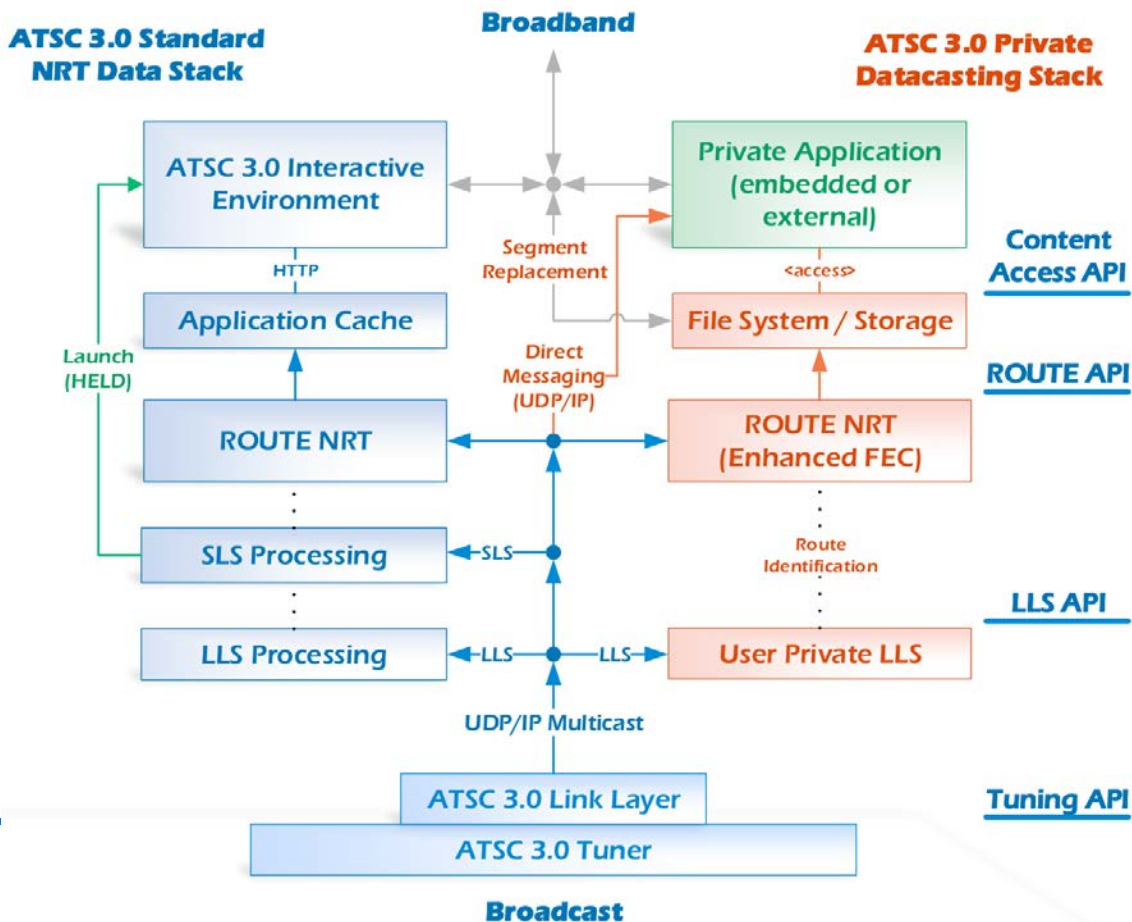 Broadband
ATSC 3.0 Standard
NRT Data Stack
ATSC 3.0 Private
Datacasting Stack
ATSC 3.0 Interactive
Environment
Private Application
(embedded or
external)
Segment
Replacement
Content
Access API
HTTP
<access>
Application Cache
File System / Storage
Launch
(HELD)
Direct
Messaging
(UDP/IP)
ROUTE API
ROUTE NRT
ROUTE NRT
(Enhanced FEC)
SLS Processing
SLS
Route
Identification
LLS API
LLS Processing
LLS
LLS
User Private LLS
UDP/IP Multicast
ATSC 3.0 Link Layer
Tuning API
ATSC 3.0 Tuner
Broadcast